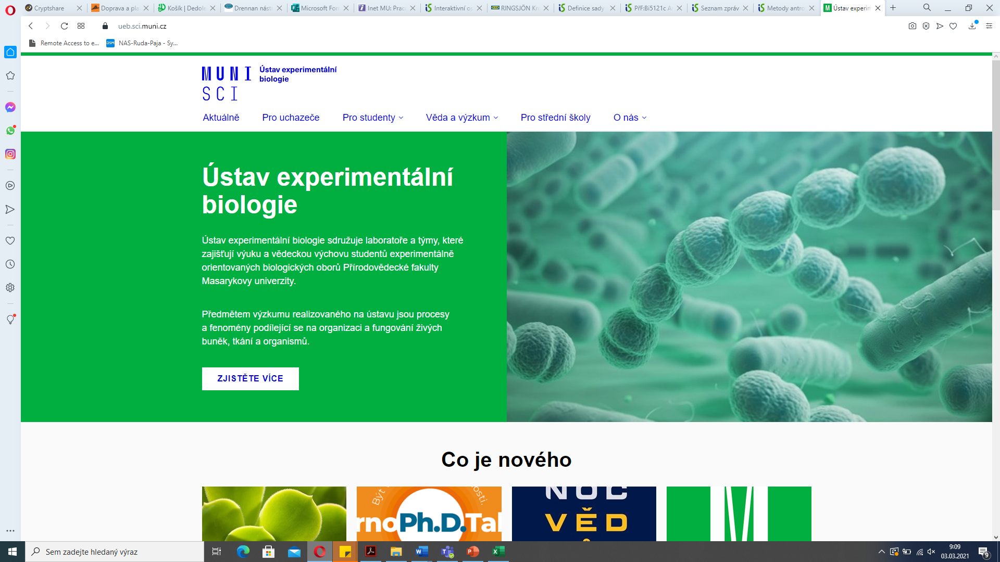 Cryptshare
Doprava a pla
Košík | Dedole
Drennan nást
Microsoft For
Inet MU: Prac
Interaktivní os
RINGSJÖN Kr
Definice sady
PřF:Bi5121c A
Seznam zpráv
Metody antro
Ústav experim
ueb.sci.muni.cz
Remote Access to e...
DSM NAS-Ruda-Paja - Sy...
MUNI
SCI
Ústav experimentální
biologie
Aktuálně
Pro uchazeče
Pro studenty
Věda a výzkum
Pro střední školy
O nás
Ústav experimentální
biologie
Ústav experimentální biologie sdružuje laboratoře a týmy, které
zajišťují výuku a vědeckou výchovu studentů experimentálně
orientovaných biologických oborů Přírodovědecké fakulty
Masarykovy univerzity.
Předmětem výzkumu realizovaného na ústavu jsou procesy
a fenomény podílející se na organizaci a fungování živých
buněk, tkání a organismů.
ZJISTĚTE VÍCE
Co je nového
Být
osti.
rnoPh.D.Tal
NOC
VĚD
Sem zadejte hledaný výraz
9:09
03.03.2021
9